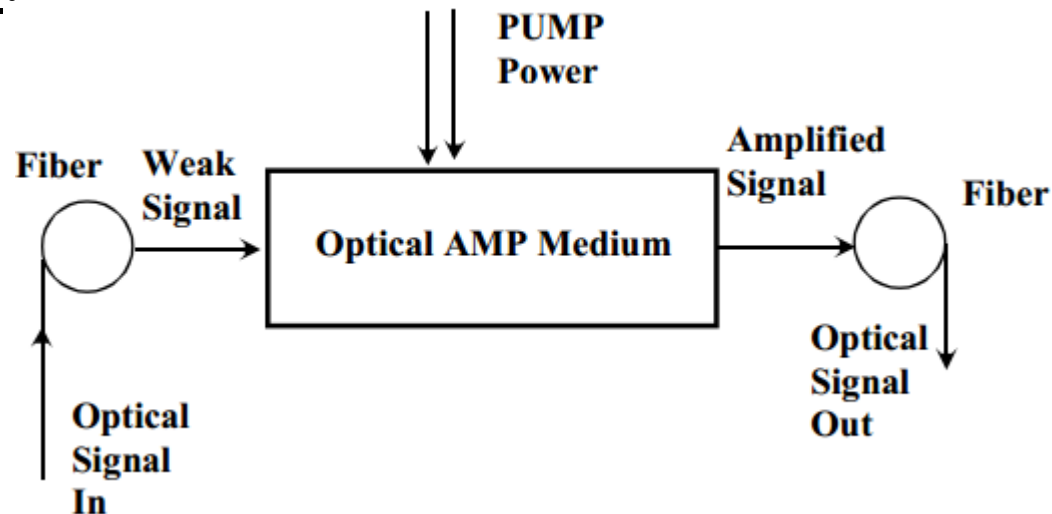 PUMP
Power
Fiber
Weak
Signal
Optical AMP Medium
Amplified
Signal
Fiber
Optical
Signal
In
Optical
Signal
Out